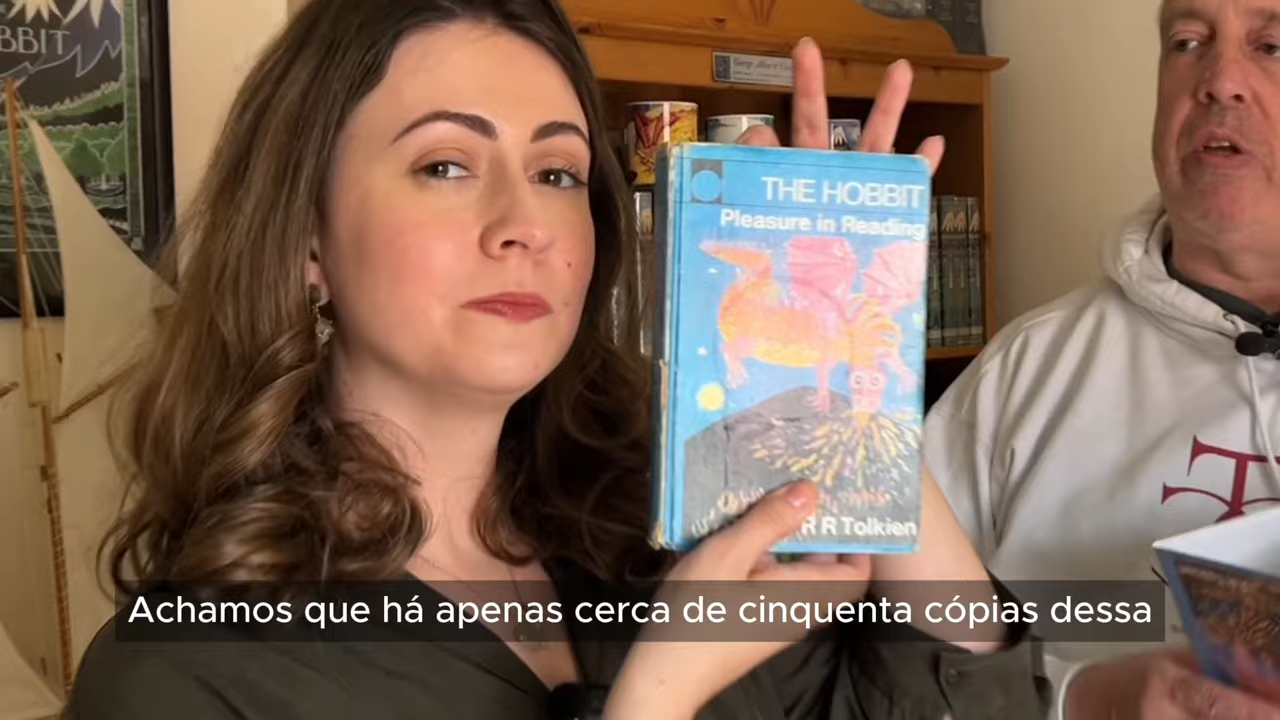 BBIT
THE HOBBIT
Pleasure in Reading
R R Tolkien
Achamos que há apenas cerca de cinquenta cópias dessa